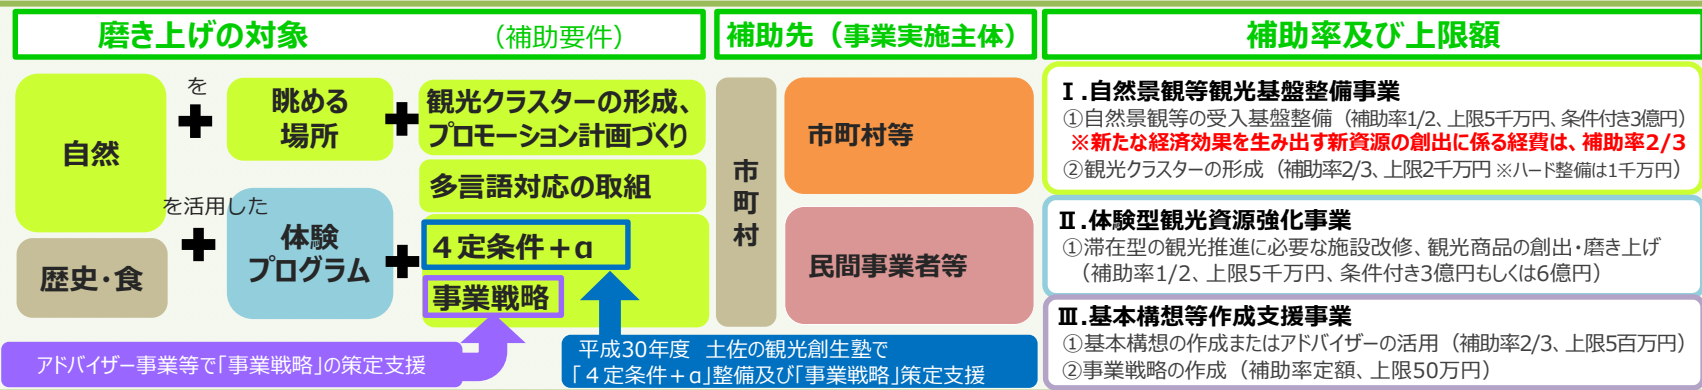 磨き上げの対象 （補助要件）
補助先（事業実施主体）
補助率及び上限額
自然
を
眺める
場所
観光クラスターの形成、
プロモーション計画づくり
多言語対応の取組
を活用した
歴史・食
体験
プログラム
４定条件＋α
事業戦略
アドバイザー事業等で「事業戦略」の策定支援
平成30年度 土佐の観光創生塾で
「４定条件＋α」整備及び「事業戦略」策定支援
市町村
市町村等
民間事業者等
Ⅰ.自然景観等観光基盤整備事業
①自然景観等の受入基盤整備（補助率1/2、上限5千万円、条件付き3億円）
※新たな経済効果を生み出す新資源の創出に係る経費は、補助率2/3
②観光クラスターの形成（補助率2/3、上限2千万円 ※ハード整備は1千万円）
Ⅱ.体験型観光資源強化事業
①滞在型の観光推進に必要な施設改修、観光商品の創出・磨き上げ
（補助率1/2、上限5千万円、条件付き3億円もしくは6億円）
Ⅲ.基本構想等作成支援事業
①基本構想の作成またはアドバイザーの活用（補助率2/3、上限5百万円）
②事業戦略の作成（補助率定額、上限50万円）